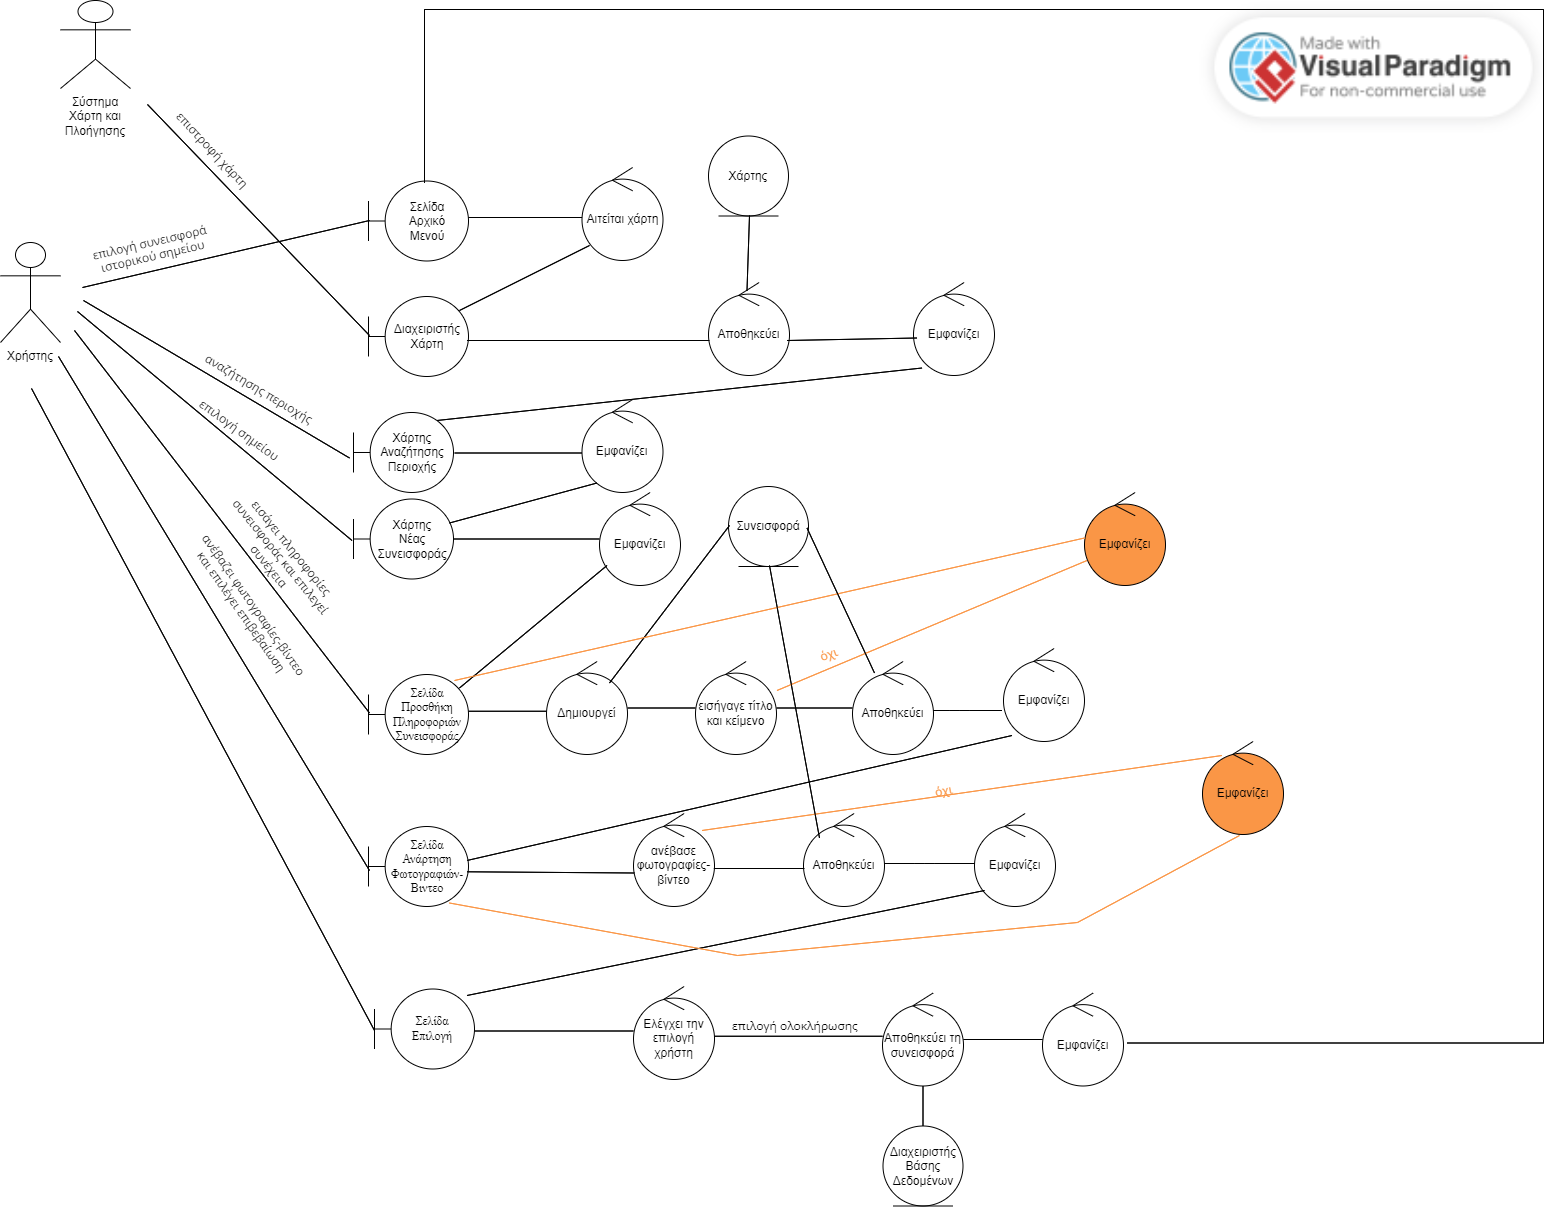 Made with
Visual Paradigm
For non-commercial use
Σύστημα
Χάρτη και
Πλοήγησης
επιστροφή χάρτη
Χάρτης
Σελίδα
Αρχικό
Μενού
Αιτείται χάρτη
επιλογή συνεισφορά
ιστορικού σημείου
Χρήστης
Διαχειριστής
Χάρτη
Αποθηκεύει
Εμφανίζει
αναζήτησης περιοχής
Χάρτης
Αναζήτησης
Περιοχής
Εμφανίζει
επιλογή σημείου
Χάρτης
Νέας
Συνεισφοράς
Εμφανίζει
Συνεισφορά
Εμφανίζει
εισάγει πληροφορίες
συνεισφοράς και επιλεγεί
συνέχεια
ανέβαζει φωτογραφίες-βίντεο
και επιλέγει επιβεβαίωση
όχι
Σελίδα
Προσθήκη
Πληροφοριών
Συνεισφοράς
Δημιουργεί
εισήγαγε τίτλο
και κείμενο
Αποθηκεύει
Εμφανίζει
όχι
Εμφανίζει
Σελίδα
Ανάρτηση
Φωτογραφιών-
Βιντεο
ανέβασε
φωτογραφίες-
βίντεο
Αποθηκεύει
Εμφανίζει
Σελίδα
Επιλογή
Ελέγχει την
επιλογή
χρήστη
επιλογή ολοκλήρωσης
Αποθηκεύει τη
συνεισφορά
Εμφανίζει
Διαχειριστής
Βάσης
Δεδομένων